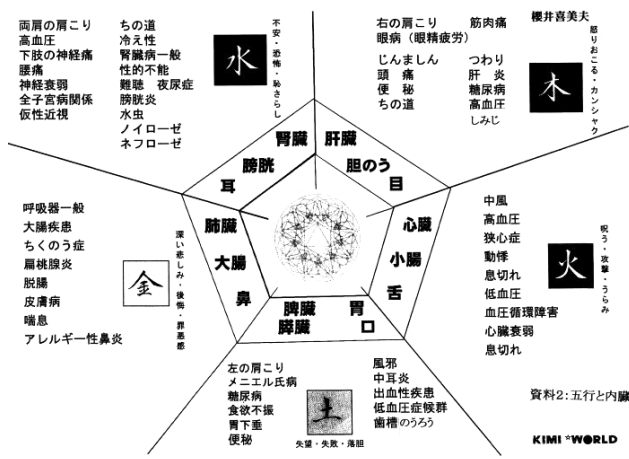 両肩の肩こり
高血圧
下肢の神経痛
腰痛
神経衰弱
全子宮病関係
仮性近視
ちの道
冷え性
腎臓病一般
性的不能
難聴 夜尿症
膀胱炎
水虫
ノイローゼ
ネフローゼ
水
不安・恐怖・恥さらし
右の肩こり 筋肉痛
眼病（眼精疲労）
じんましん
頭 痛
便 秘
ちの道
つわり
肝 炎
糖尿病
高血圧
しみじ
櫻井喜美夫
木
怒りおこる・カンシャク
腎臓
膀胱
耳
肝臓
胆のう
目
肺臓
大腸
鼻
心臓
小腸
舌
脾臓
膵臓
胃
口
呼吸器一般
大腸疾患
ちくのう症
扁桃腺炎
脱腸
皮膚病
喘息
アレルギー性鼻炎
金
深い悲しみ・後悔・罪悪感
中風
高血圧
狭心症
動悸
息切れ
低血圧
血圧循環障害
心臓衰弱
息切れ
火
呪う・攻撃・うらみ
左の肩こり
メニエル氏病
糖尿病
食欲不振
胃下垂
便秘
土
失望・失敗・落胆
風邪
中耳炎
出血性疾患
低血圧症候群
歯槽のうろう
資料2：五行と内臓
KIMI☆WORLD